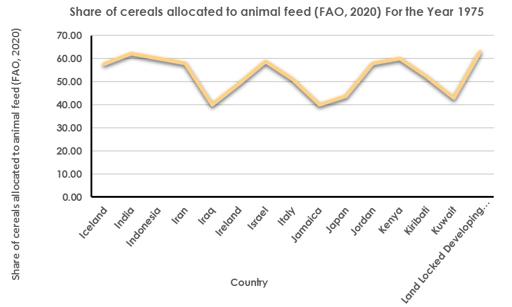 Share of cereals allocated to animal feed (FAO, 2020) For the Year 1975
Share of cereals allocated to animal feed (FAO, 2020)
70.00
60.00
50.00
40.00
30.00
20.00
10.00
0.00
Iceland
India
Indonesia
Iran
Iraq
Ireland
Israel
Italy
Jamaica
Japan
Jordan
Kenya
Kiribati
Kuwait
Land Locked Developing...
Country